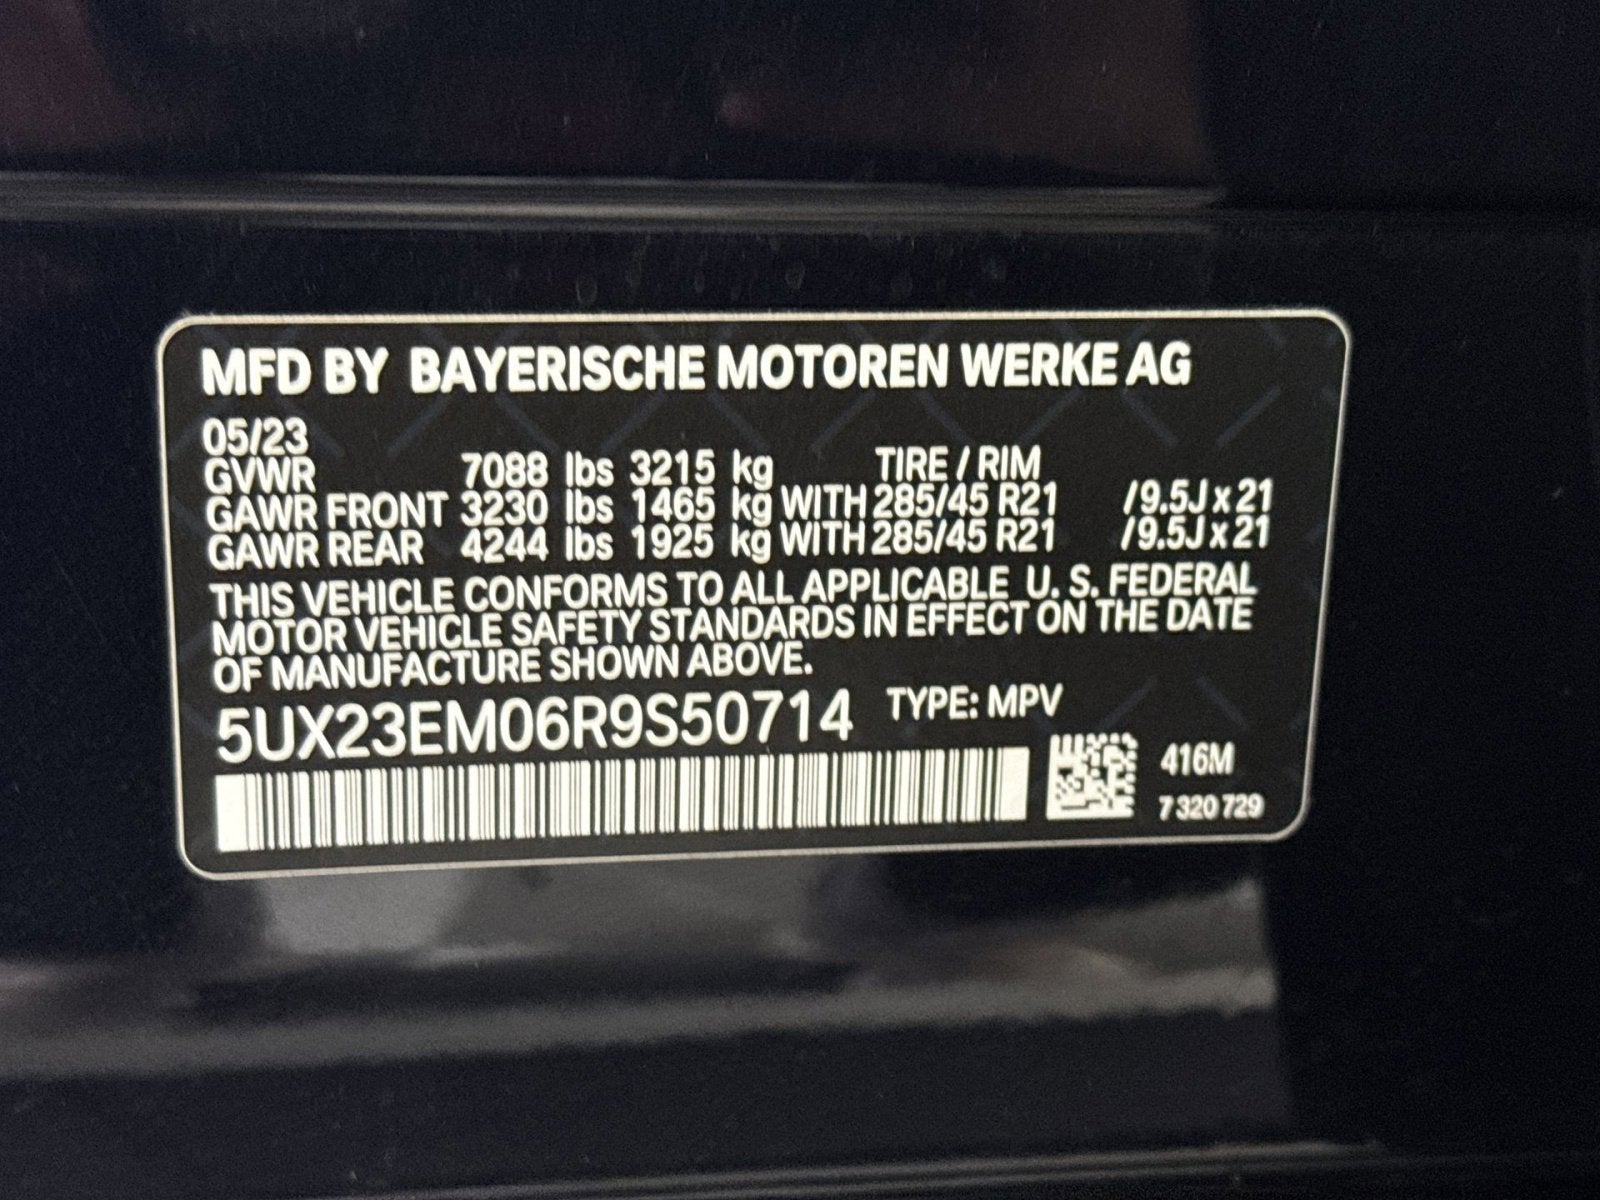 MFD BY BAYERISCHE MOTOREN WERKE AG
05/23
GVWR 7088 lbs 3215 kg TIRE / RIM
GAWR FRONT 3230 lbs 1465 kg WITH 285/45 R21 /9.5J x 21
GAWR REAR 4244 lbs 1925 kg WITH 285/45 R21 /9.5J x 21
THIS VEHICLE CONFORMS TO ALL APPLICABLE U. S. FEDERAL
MOTOR VEHICLE SAFETY STANDARDS IN EFFECT ON THE DATE
OF MANUFACTURE SHOWN ABOVE.
5UX23EM06R9S50714 TYPE: MPV
416M
7 320 729